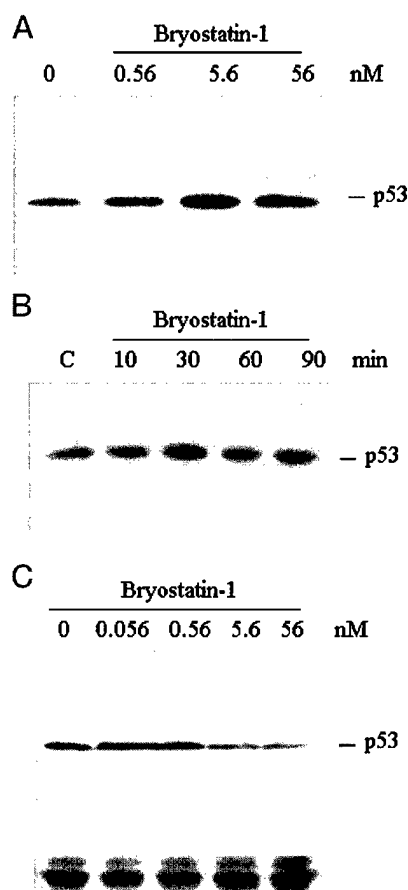 A
Bryostatin-1
0 0.56 5.6 56 nM
– p53
B
Bryostatin-1
C 10 30 60 90 min
– p53
C
Bryostatin-1
0 0.056 0.56 5.6 56 nM
– p53